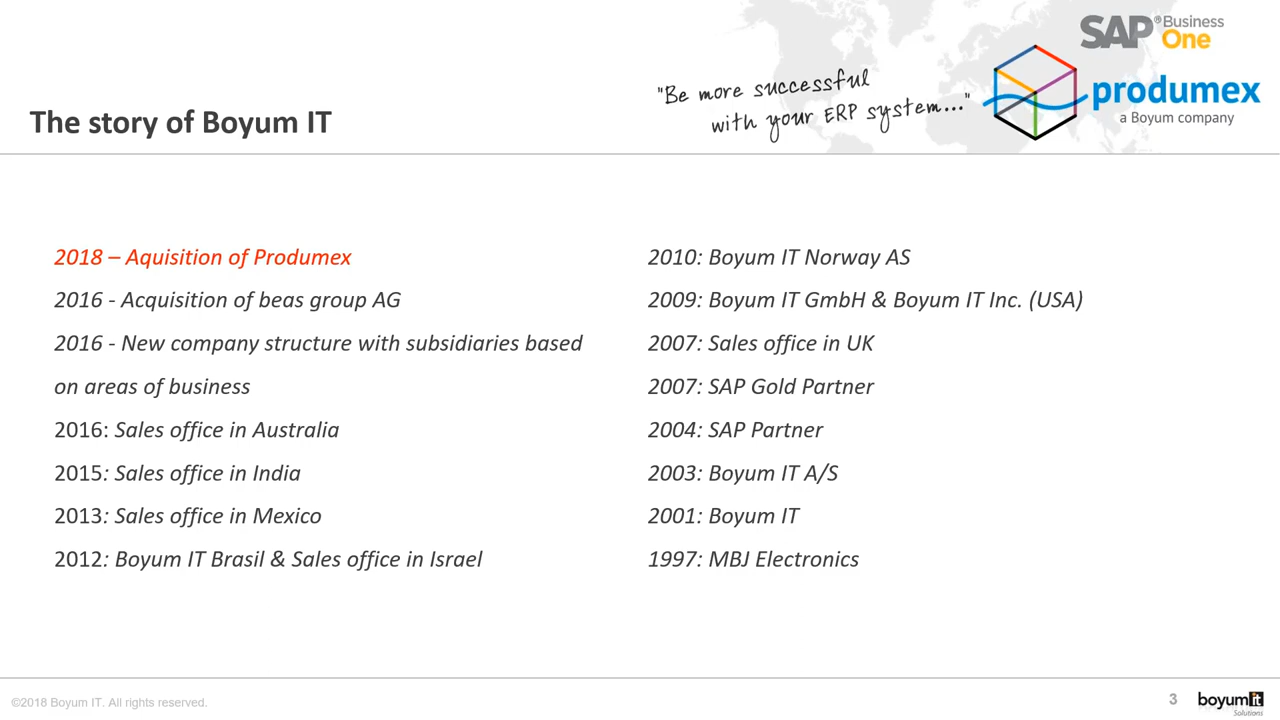 SAP® Business One
"Be more successful
with your ERP system..."
produmex
a Boyum company
The story of Boyum IT
2018 – Aquisition of Produmex
2016 - Acquisition of beas group AG
2016 - New company structure with subsidiaries based
on areas of business
2016: Sales office in Australia
2015: Sales office in India
2013: Sales office in Mexico
2012: Boyum IT Brasil & Sales office in Israel
2010: Boyum IT Norway AS
2009: Boyum IT GmbH & Boyum IT Inc. (USA)
2007: Sales office in UK
2007: SAP Gold Partner
2004: SAP Partner
2003: Boyum IT A/S
2001: Boyum IT
1997: MBJ Electronics
©2018 Boyum IT. All rights reserved.
3
boyum it
Solutions